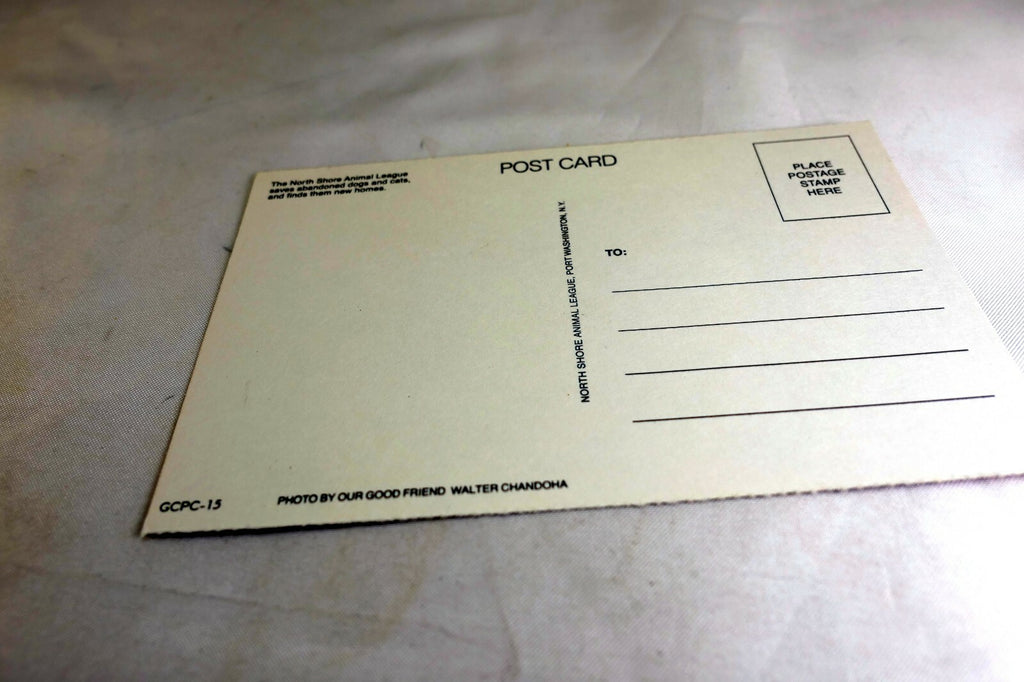 The North Shore Animal League
saves abandoned dogs and cats,
and finds them new homes.
POST CARD
PLACE
POSTAGE
STAMP
HERE
NORTH SHORE ANIMAL LEAGUE, PORT WASHINGTON, N.Y.
TO:
GCPC-15
PHOTO BY OUR GOOD FRIEND WALTER CHANDOHA